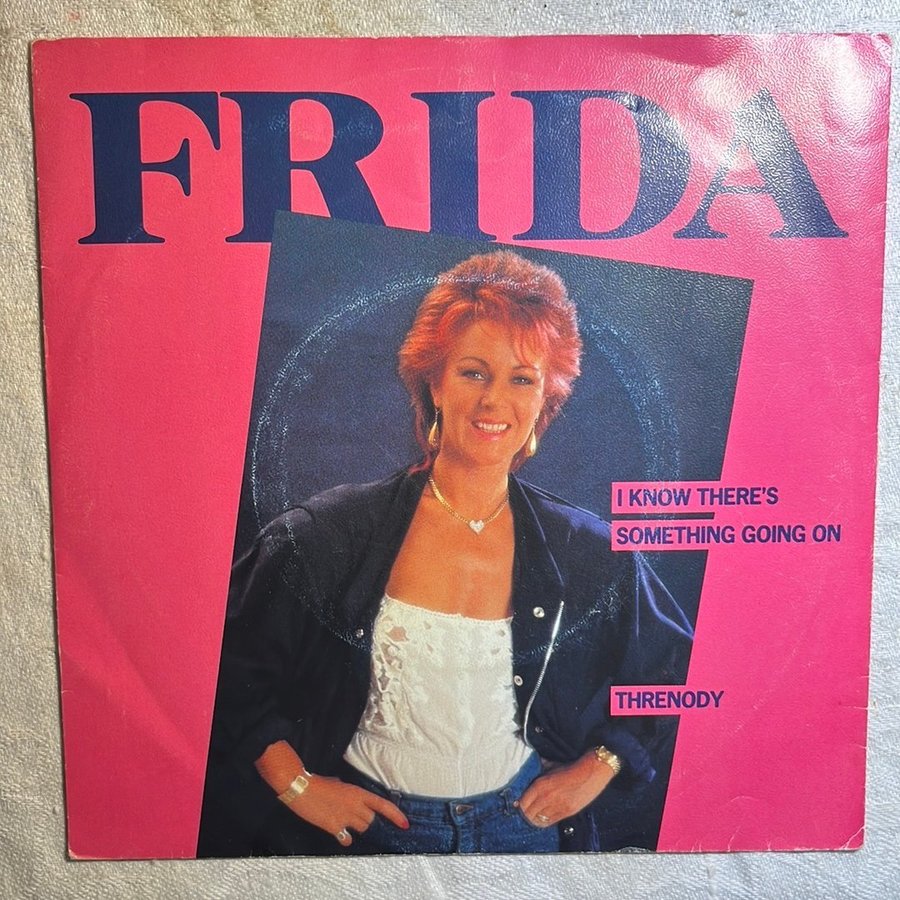 FRIDA
I KNOW THERE'S
SOMETHING GOING ON
THRENODY